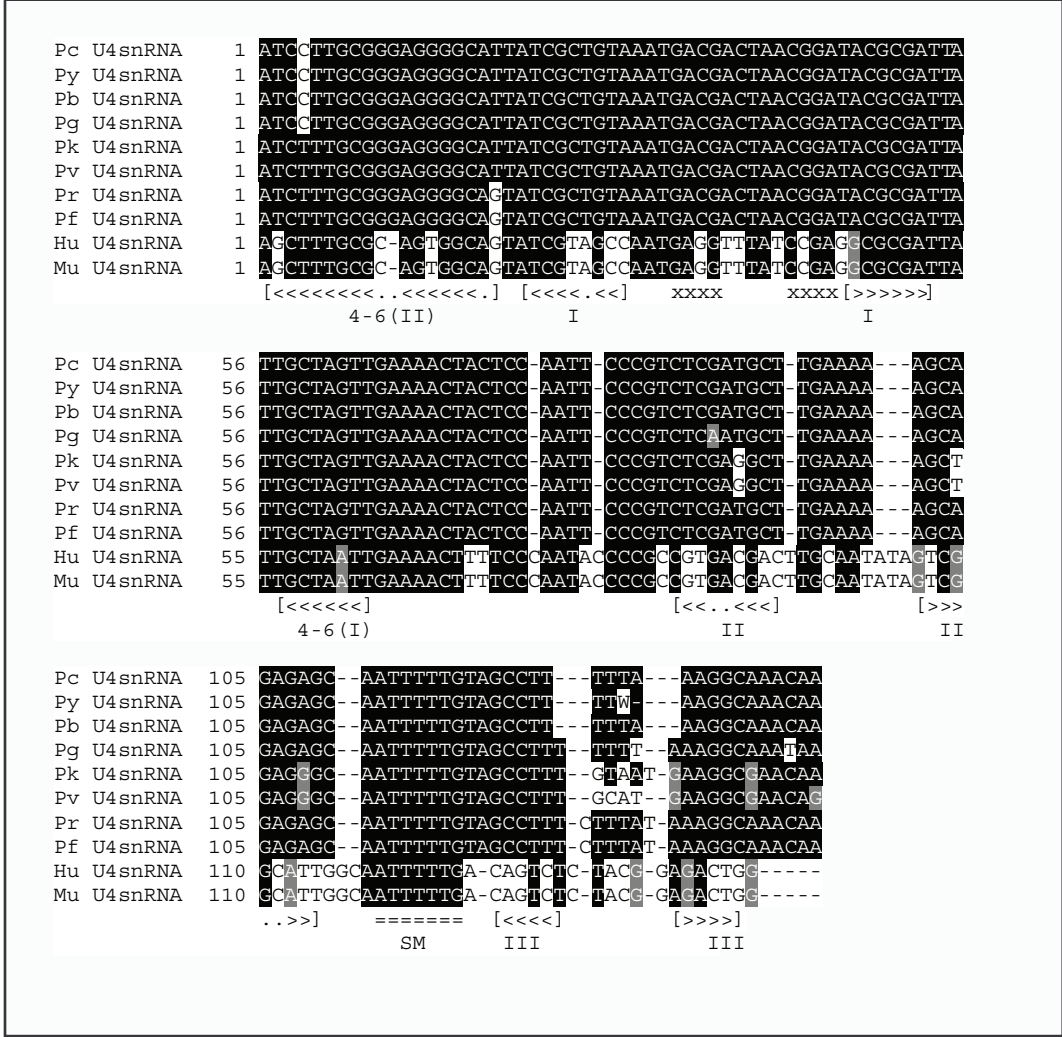 Pc U4snRNA 1 ATCCTTGCGGGAGGGGCATTATCGCTGTAAATGACGACTAACGGATACGCGATTA
Py U4snRNA 1 ATCCTTGCGGGAGGGGCATTATCGCTGTAAATGACGACTAACGGATACGCGATTA
Pb U4snRNA 1 ATCCTTGCGGGAGGGGCATTATCGCTGTAAATGACGACTAACGGATACGCGATTA
Pg U4snRNA 1 ATCCTTGCGGGAGGGGCATTATCGCTGTAAATGACGACTAACGGATACGCGATTA
Pk U4snRNA 1 ATCTTTGCGGGAGGGGCATTATCGCTGTAAATGACGACTAACGGATACGCGATTA
Pv U4snRNA 1 ATCTTTGCGGGAGGGGCATTATCGCTGTAAATGACGACTAACGGATACGCGATTA
Pr U4snRNA 1 ATCTTTGCGGGAGGGGCAGTATCGCTGTAAATGACGACTAACGGATACGCGATTA
Pf U4snRNA 1 ATCTTTGCGGGAGGGGCAGTATCGCTGTAAATGACGACTAACGGATACGCGATTA
Hu U4snRNA 1 AGCTTTGCGC-AGTGGCAGTATCGTAGCCAATGAGGTTTATCCGAGGCGCGATTA
Mu U4snRNA 1 AGCTTTGCGC-AGTGGCAGTATCGTAGCCAATGAGGTTTATCCGAGGCGCGATTA
[<<<<<<<<<..<<<<<<.] [<<<<.<<] xxxx xxxx[>>>>>>]
4-6(II) I I
Pc U4snRNA 56 TTGCTAGTTGAAAACTACTCC-AATT-CCCGTCTCGATGCT-TGAAAA---AGCA
Py U4snRNA 56 TTGCTAGTTGAAAACTACTCC-AATT-CCCGTCTCGATGCT-TGAAAA---AGCA
Pb U4snRNA 56 TTGCTAGTTGAAAACTACTCC-AATT-CCCGTCTCGATGCT-TGAAAA---AGCA
Pg U4snRNA 56 TTGCTAGTTGAAAACTACTCC-AATT-CCCGTCTCAATGCT-TGAAAA---AGCA
Pk U4snRNA 56 TTGCTAGTTGAAAACTACTCC-AATT-CCCGTCTCGAGGCT-TGAAAA---AGCT
Pv U4snRNA 56 TTGCTAGTTGAAAACTACTCC-AATT-CCCGTCTCGAGGCT-TGAAAA---AGCT
Pr U4snRNA 56 TTGCTAGTTGAAAACTACTCC-AATT-CCCGTCTCGATGCT-TGAAAA---AGCA
Pf U4snRNA 56 TTGCTAGTTGAAAACTACTCC-AATT-CCCGTCTCGATGCT-TGAAAA---AGCA
Hu U4snRNA 55 TTGCTAATTGAAAACTTTTCCCAATACCCCGCCGTGACGACTTGCAATATAGTCG
Mu U4snRNA 55 TTGCTAATTGAAAACTTTTCCCAATACCCCGCCGTGACGACTTGCAATATAGTCG
[<<<<<<] [<<..<<<] [>>>
4-6(I) II II
Pc U4snRNA 105 GAGAGC--AATTTTTGTAGCCTT---TTTA---AAGGCAAACAA
Py U4snRNA 105 GAGAGC--AATTTTTGTAGCCTT---TTW----AAGGCAAACAA
Pb U4snRNA 105 GAGAGC--AATTTTTGTAGCCTT---TTTA---AAGGCAAACAA
Pg U4snRNA 105 GAGAGC--AATTTTTGTAGCCTTT--TTTT--AAAGGCAAATAA
Pk U4snRNA 105 GAGGGC--AATTTTTGTAGCCTTT--GTAAT-GAAGGCGAACAA
Pv U4snRNA 105 GAGGGC--AATTTTTGTAGCCTTT--GCAT--GAAGGCGAACAG
Pr U4snRNA 105 GAGAGC--AATTTTTGTAGCCTTT-CTTTAT-AAAGGCAAACAA
Pf U4snRNA 105 GAGAGC--AATTTTTGTAGCCTTT-CTTTAT-AAAGGCAAACAA
Hu U4snRNA 110 GCATTGGCAATTTTTGA-CAGTCTC-TACG-GAGACTGG-----
Mu U4snRNA 110 GCATTGGCAATTTTTGA-CAGTCTC-TACG-GAGACTGG-----
..>>] ======= [<<<<] [>>>>]
SM III III